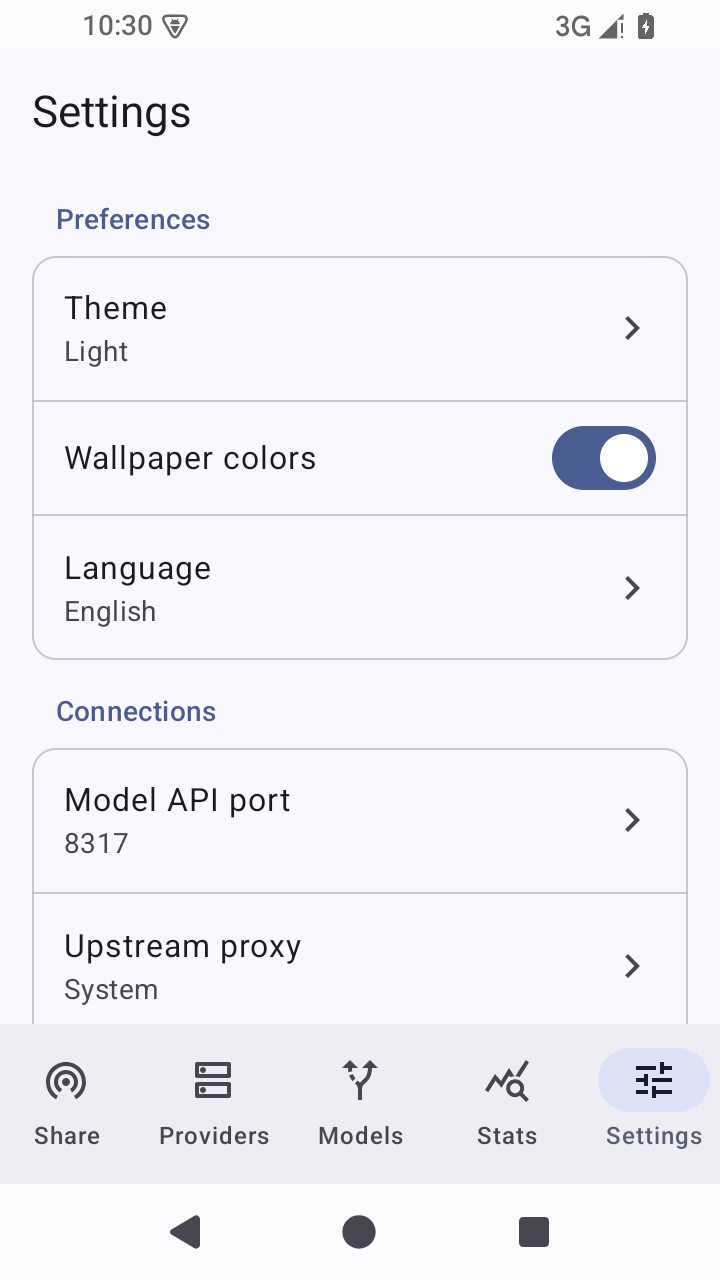 10:30
3G
Settings
Preferences
Theme
Light
Wallpaper colors
Language
English
Connections
Model API port
8317
Upstream proxy
System
Share
Providers
Models
Stats
Settings